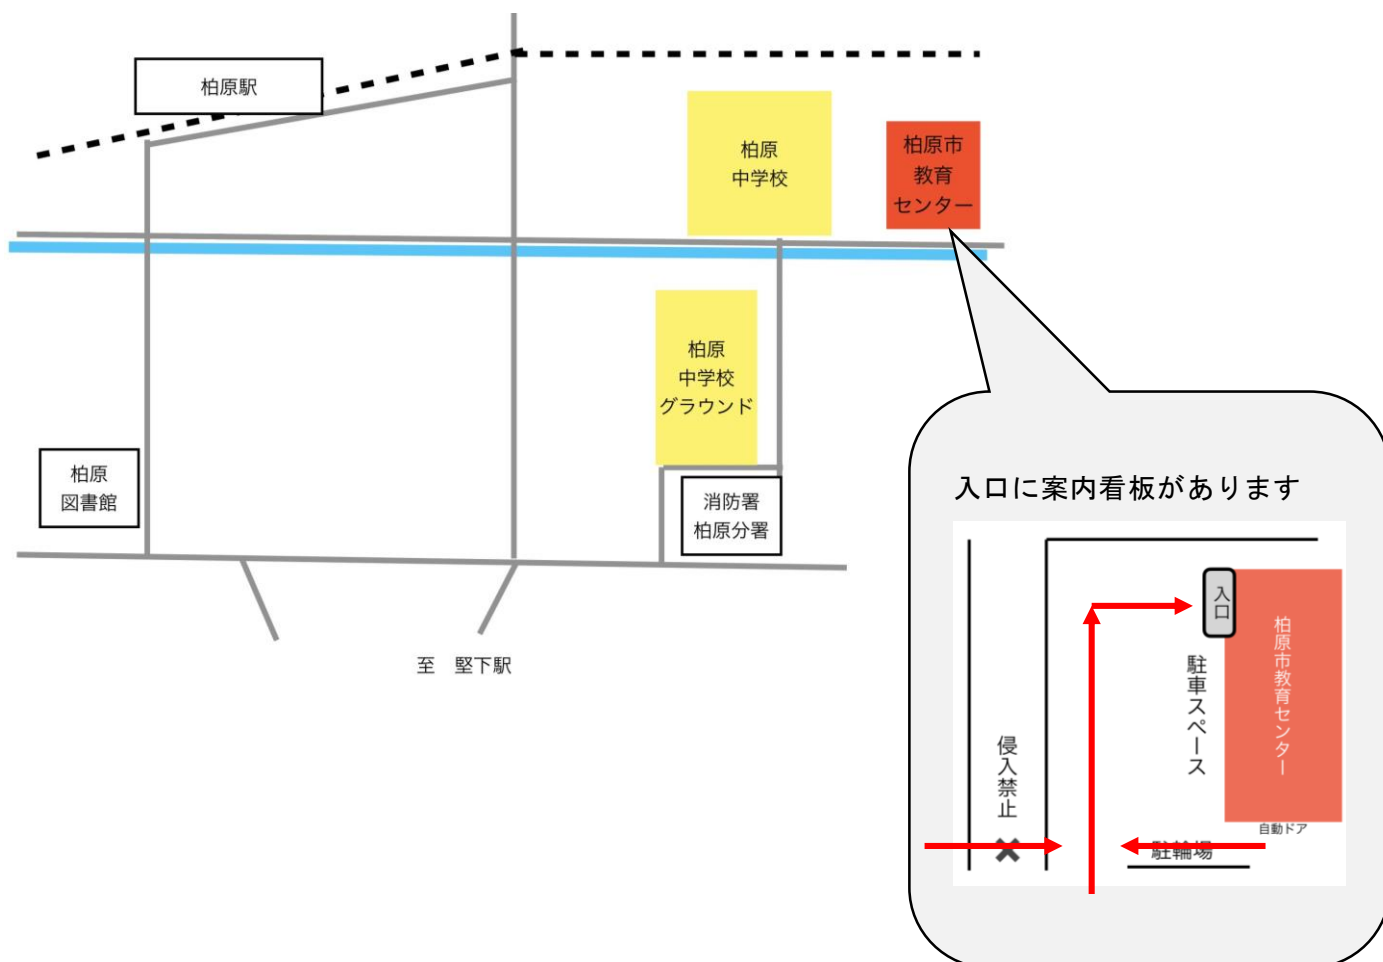 柏原駅
柏原
中学校
柏原市
教育
センター
柏原
中学校
グラウンド
柏原
図書館
消防署
柏原分署
至　堅下駅
入口に案内看板があります
入口
柏原市教育センター
駐車スペース
侵入禁止
自動ドア
駐輪場